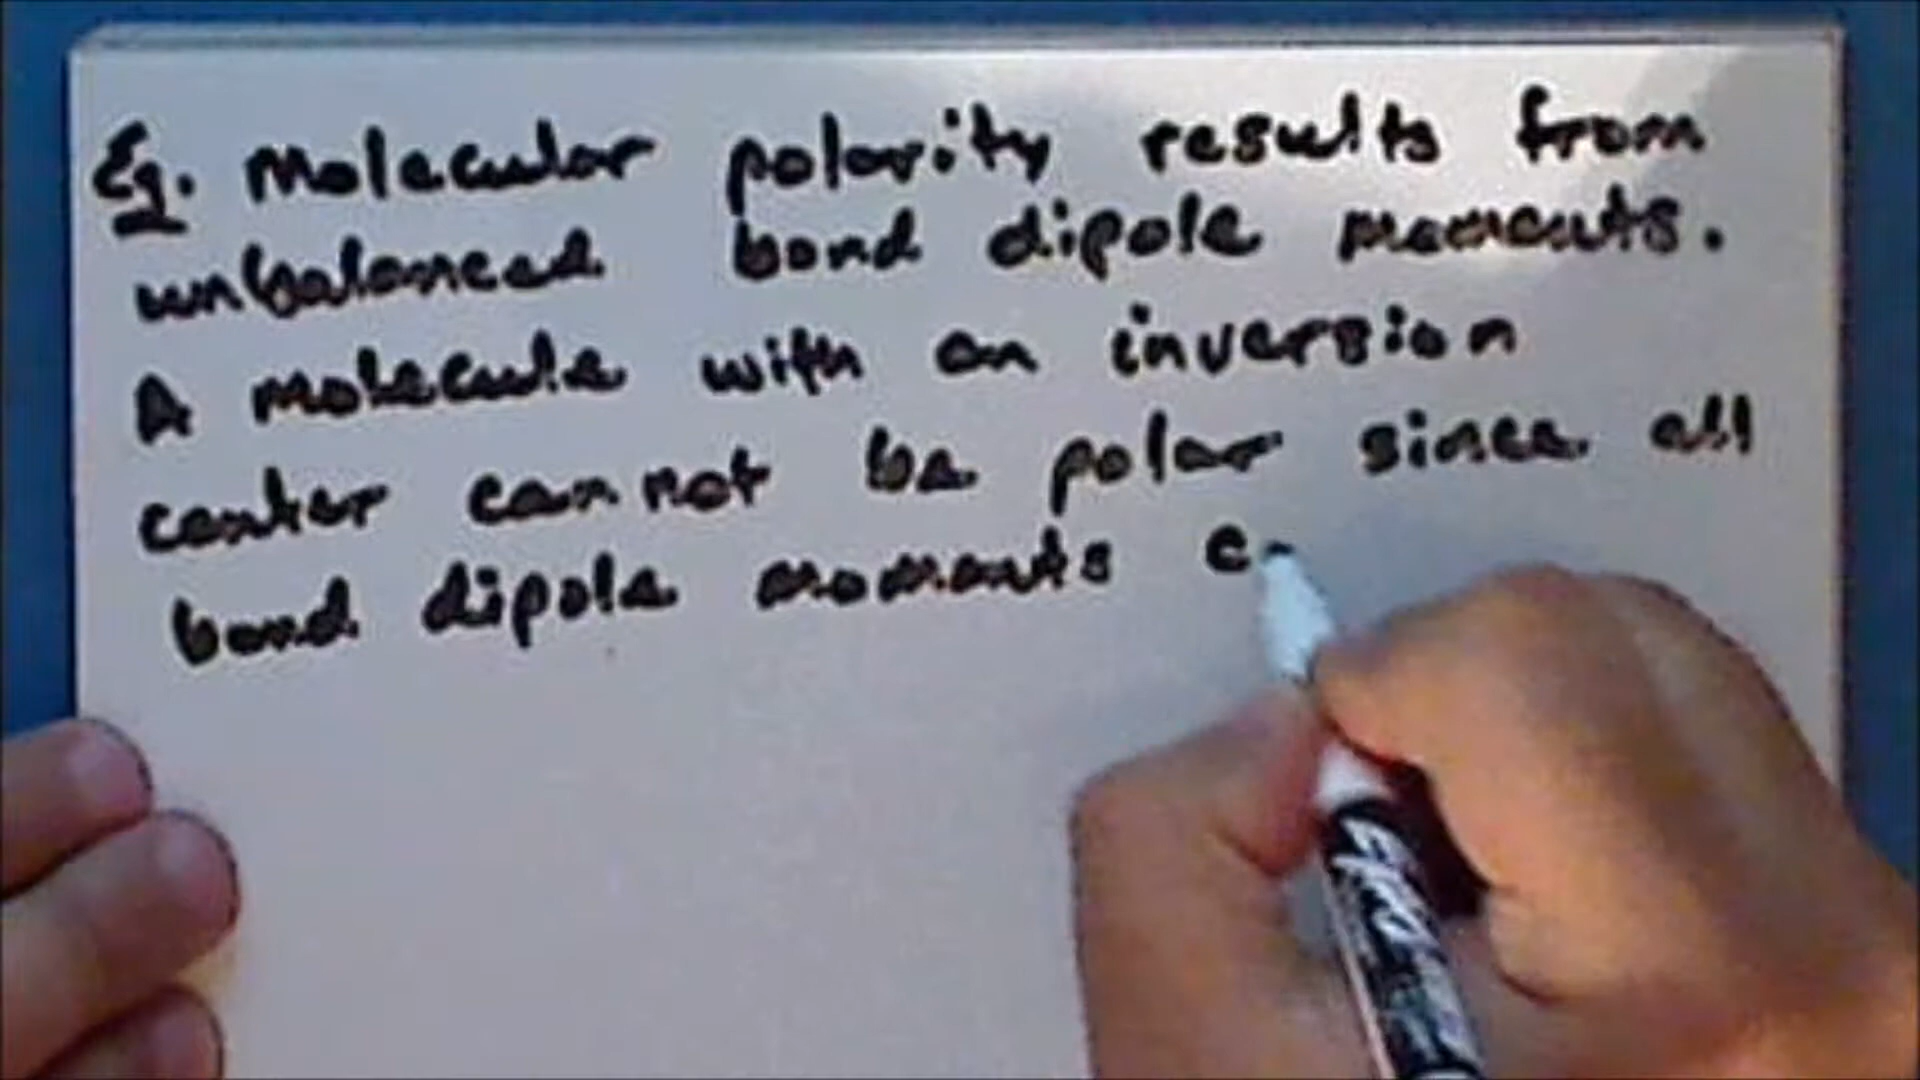 Eg. Molecular polarity results from
unbalanced bond dipole moments.
A molecule with an inversion
center cannot be polar since all
bond dipole moments c